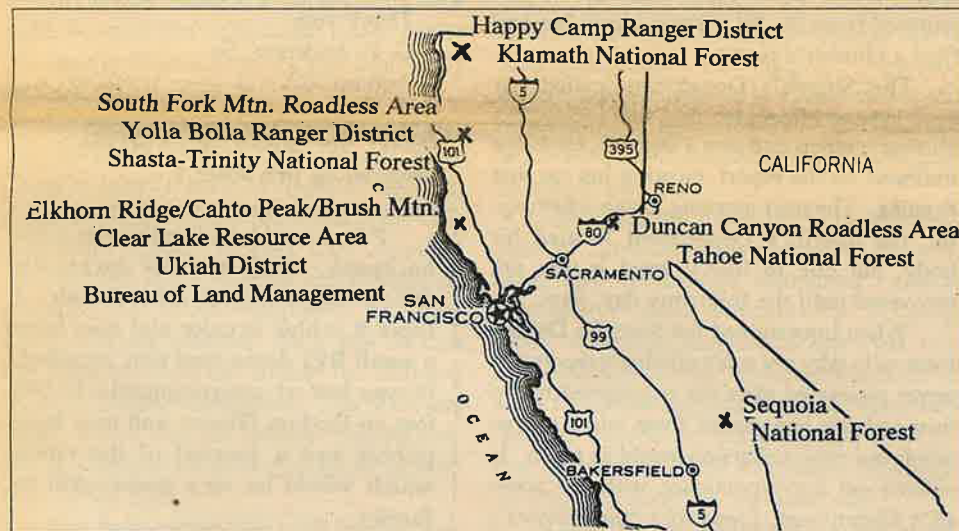 Happy Camp Ranger District
Klamath National Forest
5
South Fork Mtn. Roadless Area
Yolla Bolla Ranger District
Shasta-Trinity National Forest
101
395
CALIFORNIA
RENO
C
Elkhorn Ridge/Cahto Peak/Brush Mtn.
Clear Lake Resource Area
Ukiah District
Bureau of Land Management
80
Duncan Canyon Roadless Area
Tahoe National Forest
SACRAMENTO
SAN
FRANCISCO
99
OCEAN
101
Sequoia
National Forest
BAKERSFIELD
5